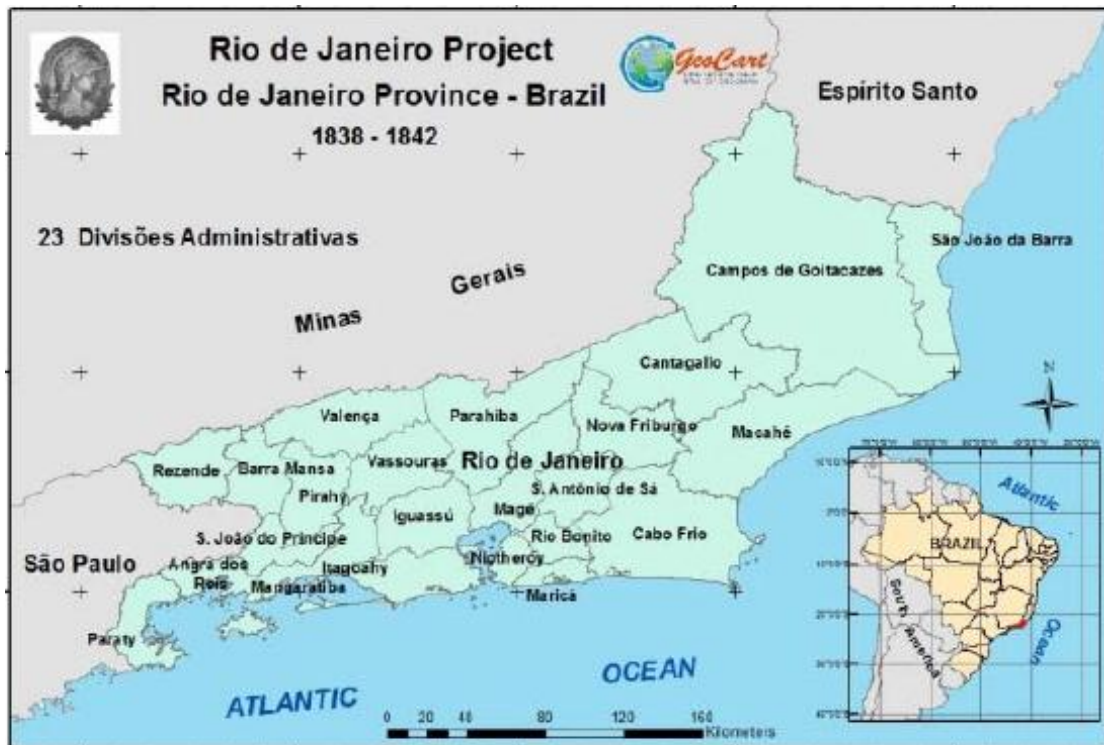 Rio de Janeiro Project
GeoCart
Rio de Janeiro Province - Brazil
1838 - 1842
Espírito Santo
23 Divisões Administrativas
São João da Barra
Campos de Goitacazes
Minas Gerais
Cantagallo
Valença
Parahiba
Nova Friburgo
Macahé
N
Rezende
Barra Mansa
Vassouras
Rio de Janeiro
Pirahy
S. Antônio de Sá
Iguassú
Magé
S. João do Príncipe
Rio Bonito
Cabo Frio
São Paulo
Angra dos Reis
Itagoahy
Nictheroy
Mangaratiba
Maricá
Paraty
ATLANTIC
OCEAN
0 20 40 80 120 160
Kilometers
Atlantic
BRAZIL
South America
Ocean